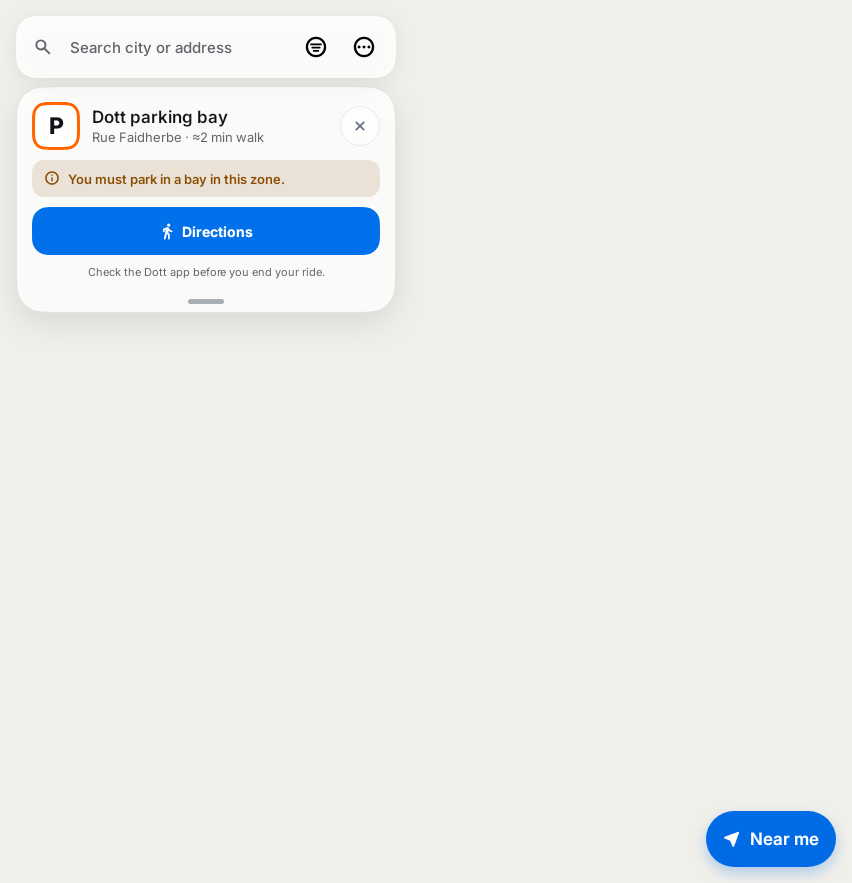 Search city or address
P
Dott parking bay
Rue Faidherbe · ≈2 min walk
You must park in a bay in this zone.
Directions
Check the Dott app before you end your ride.
Near me